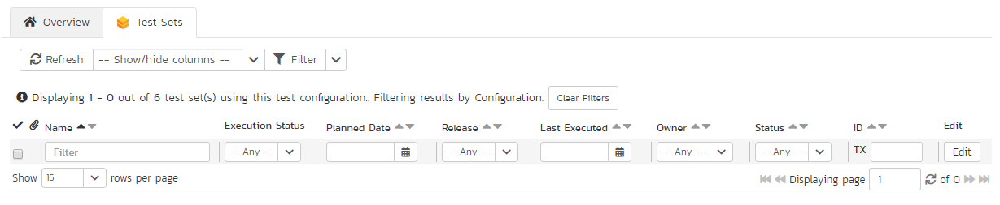 Overview Test Sets
Refresh -- Show/hide columns -- Filter
Displaying 1 - 0 out of 6 test set(s) using this test configuration.. Filtering results by Configuration. Clear Filters
Name Execution Status Planned Date Release Last Executed Owner Status ID Edit
Filter -- Any -- -- Any -- -- Any -- -- Any -- TX Edit
Show 15 rows per page Displaying page 1 of 0